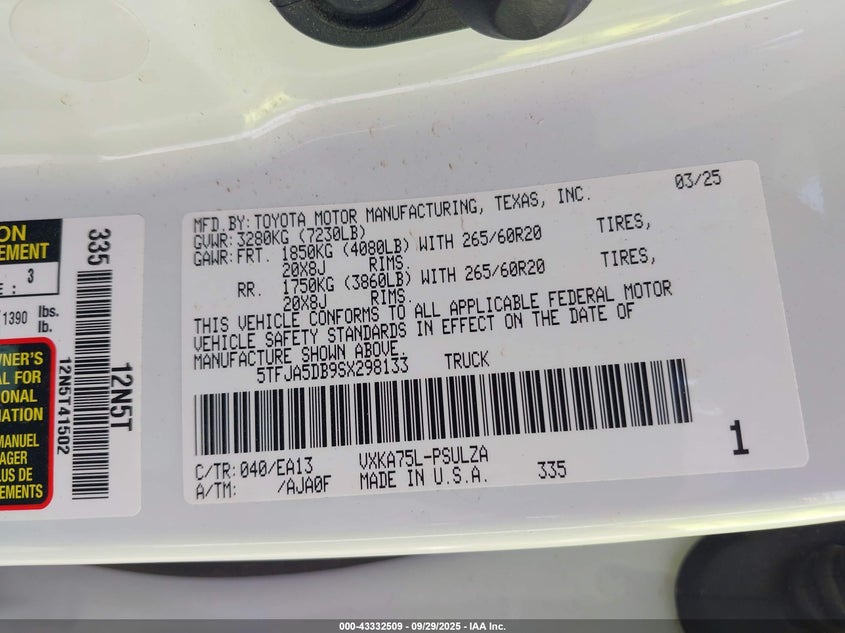 ON
EMENT
E : 3
1390 lbs.
lb.
WNER'S
AL FOR
IONAL
MATION
MANUEL
AGER
LUS DE
EMENTS
335
12N5T
12N5T41502
03/25
MFD.BY:TOYOTA MOTOR MANUFACTURING, TEXAS, INC.
GVWR:3280KG (7230LB)
GAWR:FRT. 1850KG (4080LB) WITH 265/60R20 TIRES,
20X8J RIMS.
RR. 1750KG (3860LB) WITH 265/60R20 TIRES,
20X8J RIMS.
THIS VEHICLE CONFORMS TO ALL APPLICABLE FEDERAL MOTOR
VEHICLE SAFETY STANDARDS IN EFFECT ON THE DATE OF
MANUFACTURE SHOWN ABOVE.
5TFJA5DB9SX298133 TRUCK
C/TR:040/EA13 VXKA75L-PSULZA
A/TM: /AJA0F MADE IN U.S.A. 335
1
000-43332509 - 09/29/2025 - IAA Inc.